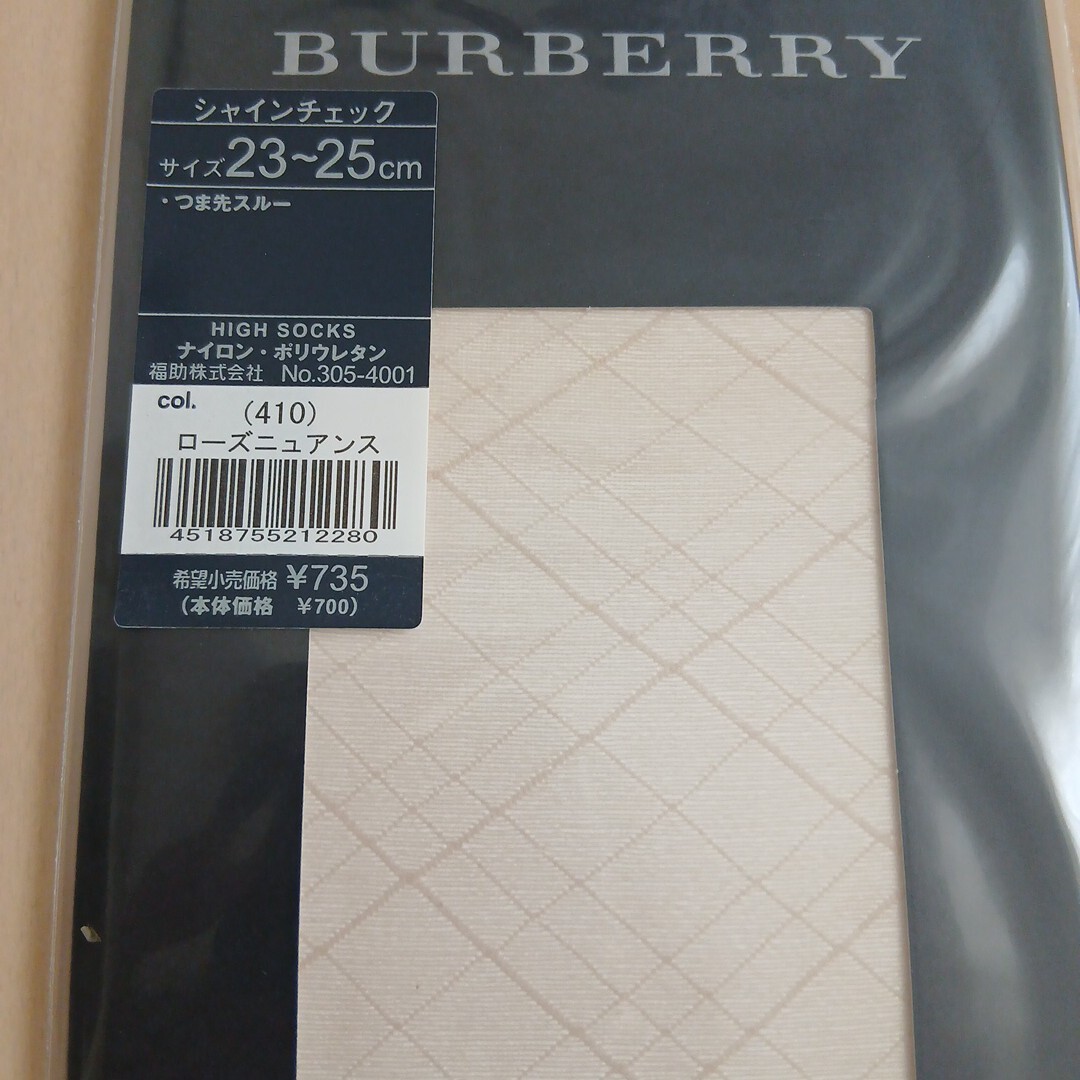 BURBERRY
シャインチェック
サイズ23~25cm
・つま先スルー
HIGH SOCKS
ナイロン・ポリウレタン
福助株式会社 No.305-4001
col. (410)
ローズニュアンス
4518755212280
希望小売価格 ¥735
(本体価格 ¥700)